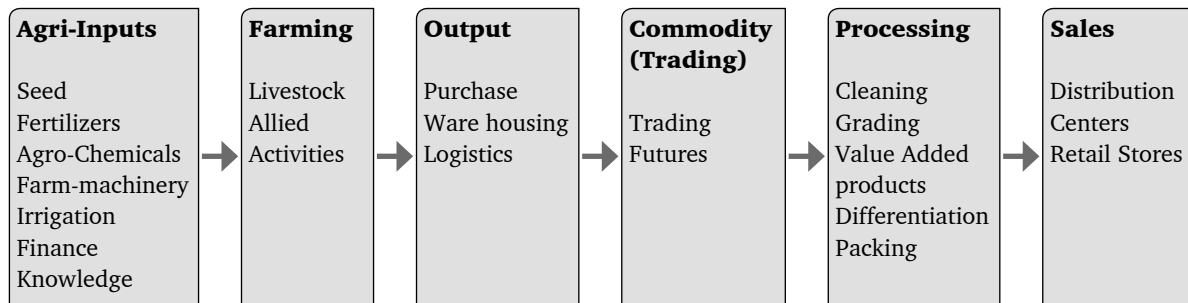 Agri-Inputs
Seed
Fertilizers
Agro-Chemicals
Farm-machinery
Irrigation
Finance
Knowledge
Farming
Livestock
Allied
Activities
Output
Purchase
Ware housing
Logistics
Commodity
(Trading)
Trading
Futures
Processing
Cleaning
Grading
Value Added
products
Differentiation
Packing
Sales
Distribution
Centers
Retail Stores